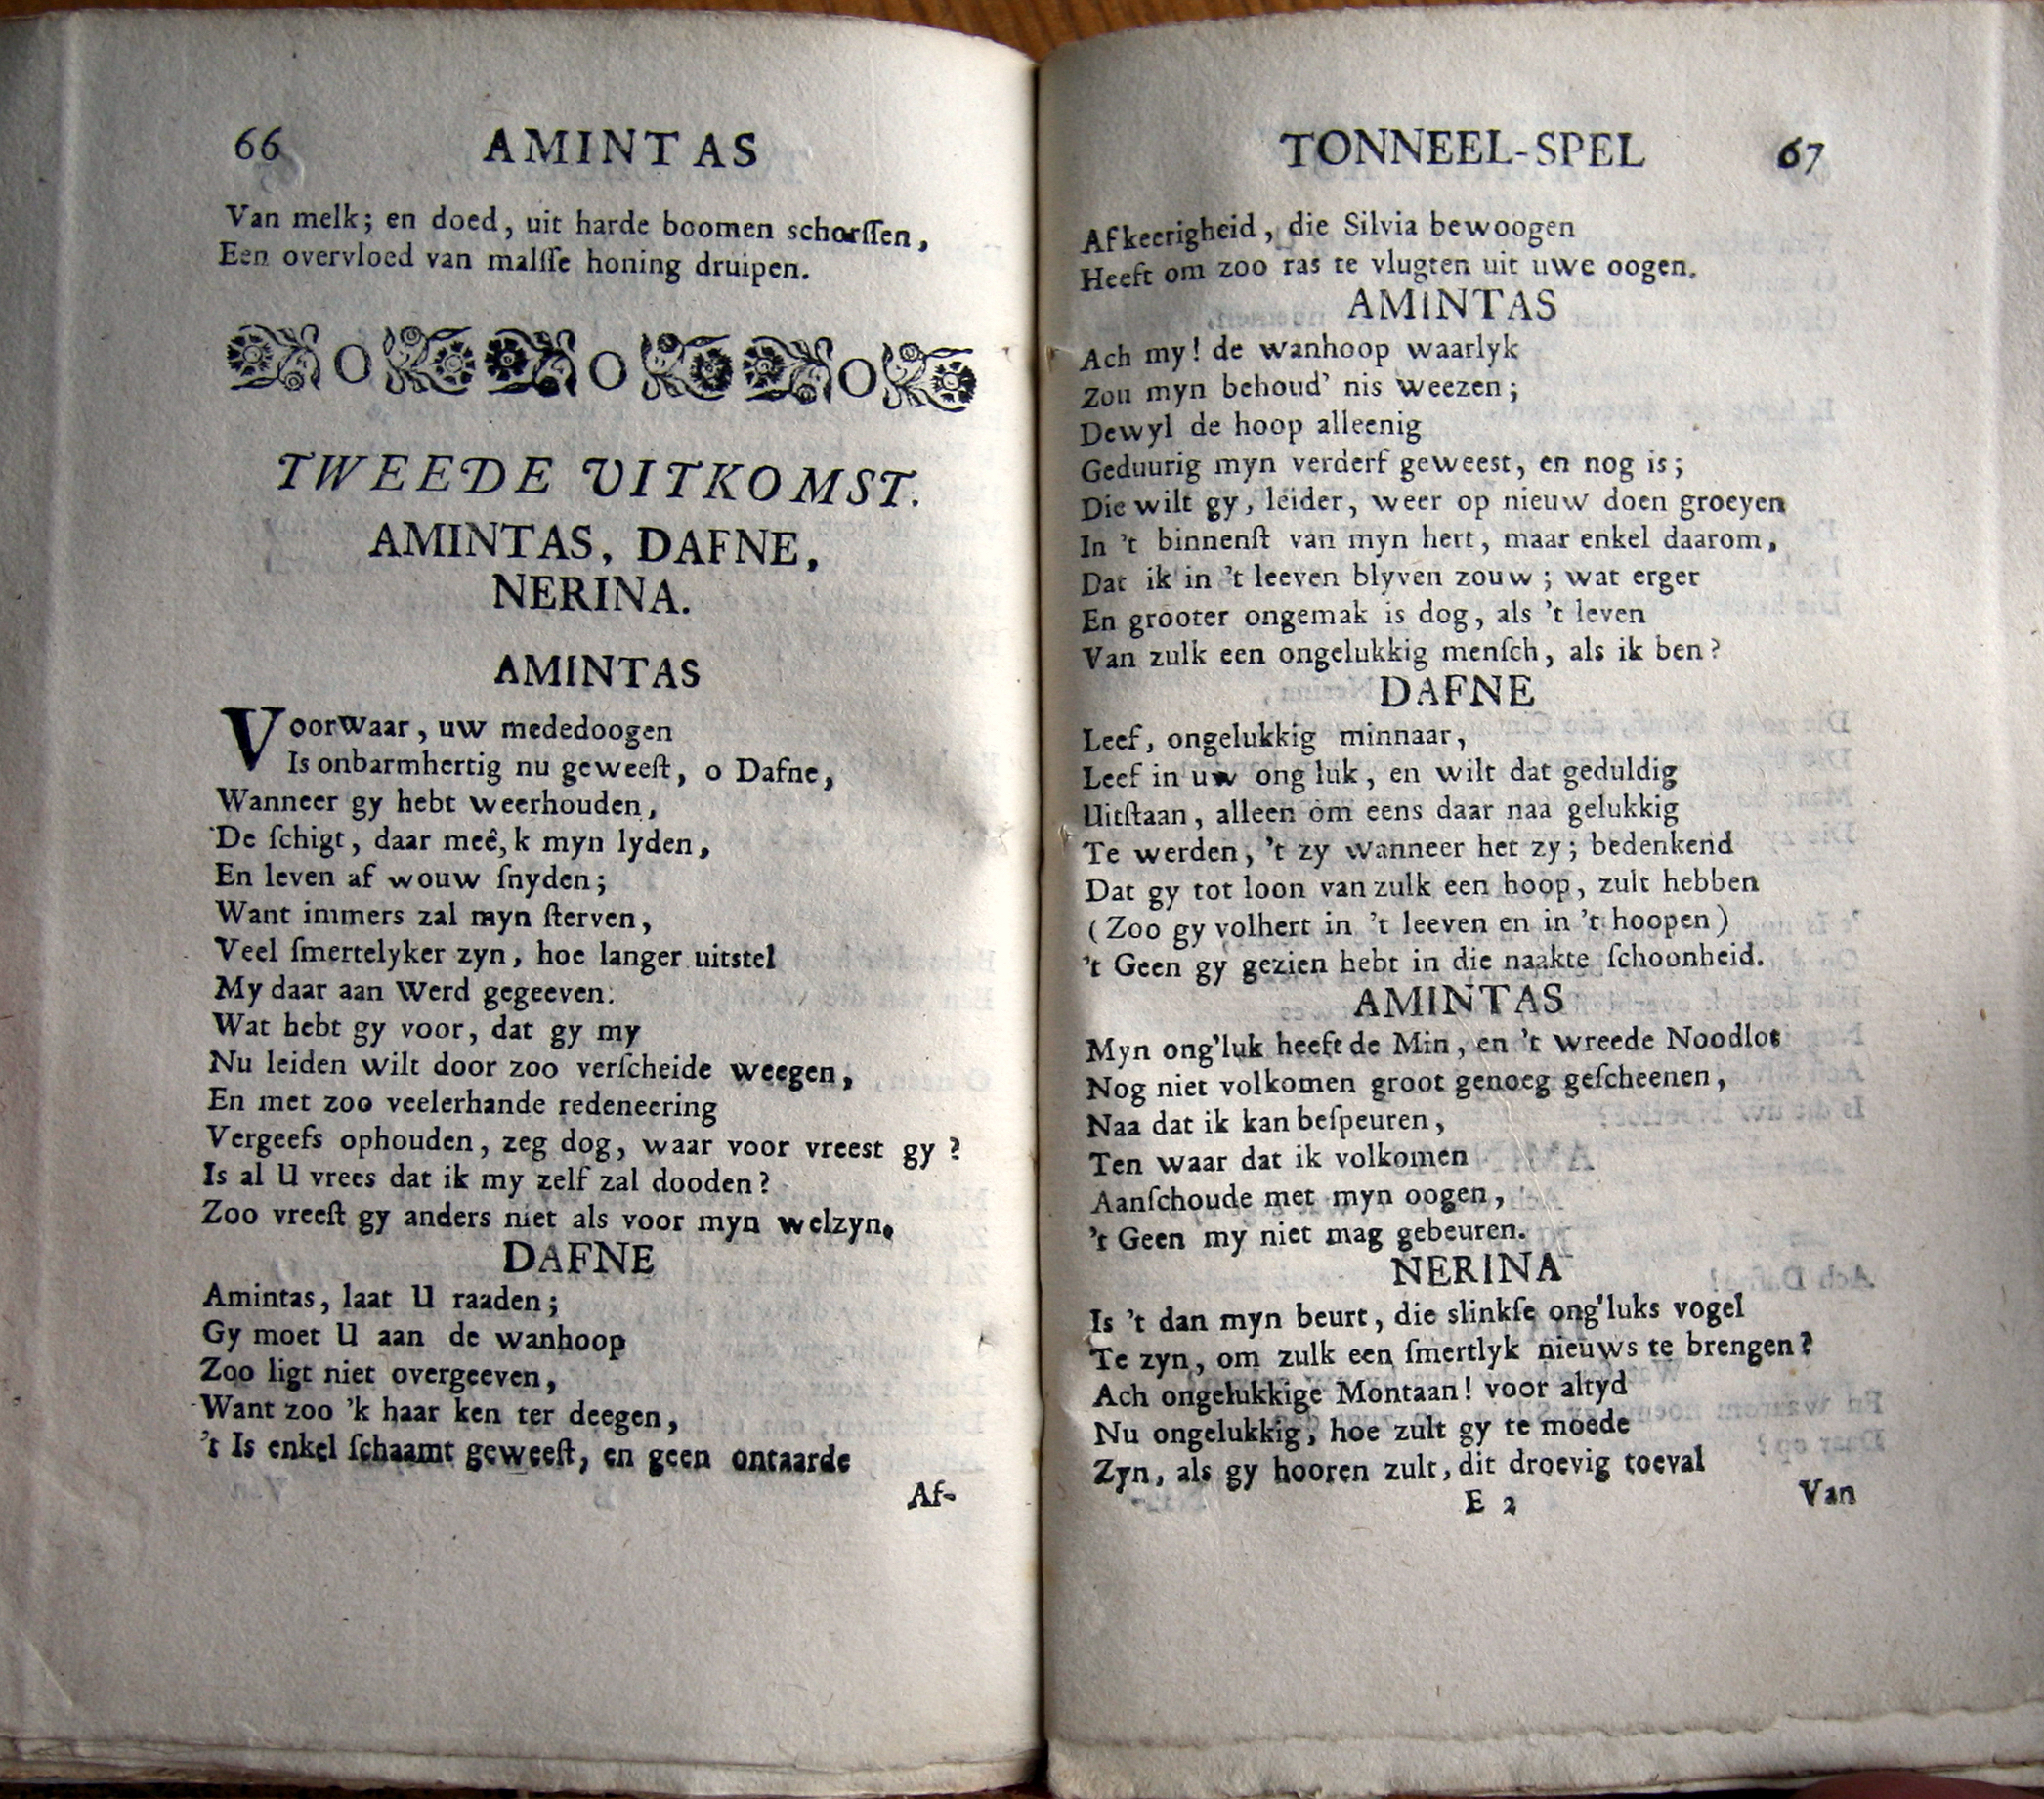 66 AMINTAS
Van melk; en doed, uit harde boomen schorſſen,
Een overvloed van malſſe honing druipen.
TWEEDE UITKOMST.
AMINTAS, DAFNE,
NERINA.
AMINTAS
Voorwaar, uw mededoogen
Is onbarmhertig nu geweeſt, o Dafne,
Wanneer gy hebt weerhouden,
De ſchigt, daar meê,k myn lyden,
En leven af wouw ſnyden;
Want immers zal myn ſterven,
Veel ſmertelyker zyn, hoe langer uitstel
My daar aan werd gegeeven.
Wat hebt gy voor, dat gy my
Nu leiden wilt door zoo verſcheide weegen,
En met zoo veelerhande redeneering
Vergeefs ophouden, zeg dog, waar voor vreest gy ?
Is al U vrees dat ik my zelf zal dooden?
Zoo vreeſt gy anders niet als voor myn welzyn.
DAFNE
Amintas, laat U raaden;
Gy moet U aan de wanhoop
Zoo ligt niet overgeeven,
Want zoo 'k haar ken ter deegen,
't Is enkel ſchaamt geweeſt, en geen ontaarde
Af-
TONNEEL-SPEL 67
Afkeerigheid, die Silvia bewoogen
Heeft om zoo ras te vlugten uit uwe oogen.
AMINTAS
Ach my! de wanhoop waarlyk
Zou myn behoud' nis weezen;
Dewyl de hoop alleenig
Geduurig myn verderf geweest, en nog is;
Die wilt gy, leider, weer op nieuw doen groeyen
In 't binnenſt van myn hert, maar enkel daarom,
Dat ik in 't leeven blyven zouw; wat erger
En grooter ongemak is dog, als 't leven
Van zulk een ongelukkig menſch, als ik ben?
DAFNE
Leef, ongelukkig minnaar,
Leef in uw ong luk, en wilt dat geduldig
Uitſtaan, alleen om eens daar naa gelukkig
Te werden, 't zy wanneer het zy; bedenkend
Dat gy tot loon van zulk een hoop, zult hebben
(Zoo gy volhert in 't leeven en in 't hoopen)
't Geen gy gezien hebt in die naakte ſchoonheid.
AMINTAS
Myn ong'luk heeft de Min, en 't wreede Noodlot
Nog niet volkomen groot genoeg geſcheenen,
Naa dat ik kan beſpeuren,
Ten waar dat ik volkomen
Aanſchoude met myn oogen,
't Geen my niet mag gebeuren.
NERINA
Is 't dan myn beurt, die slinkſe ong'luks vogel
Te zyn, om zulk een ſmertlyk nieuws te brengen?
Ach ongelukkige Montaan! voor altyd
Nu ongelukkig, hoe zult gy te moede
Zyn, als gy hooren zult, dit droevig toeval
E 2 Van